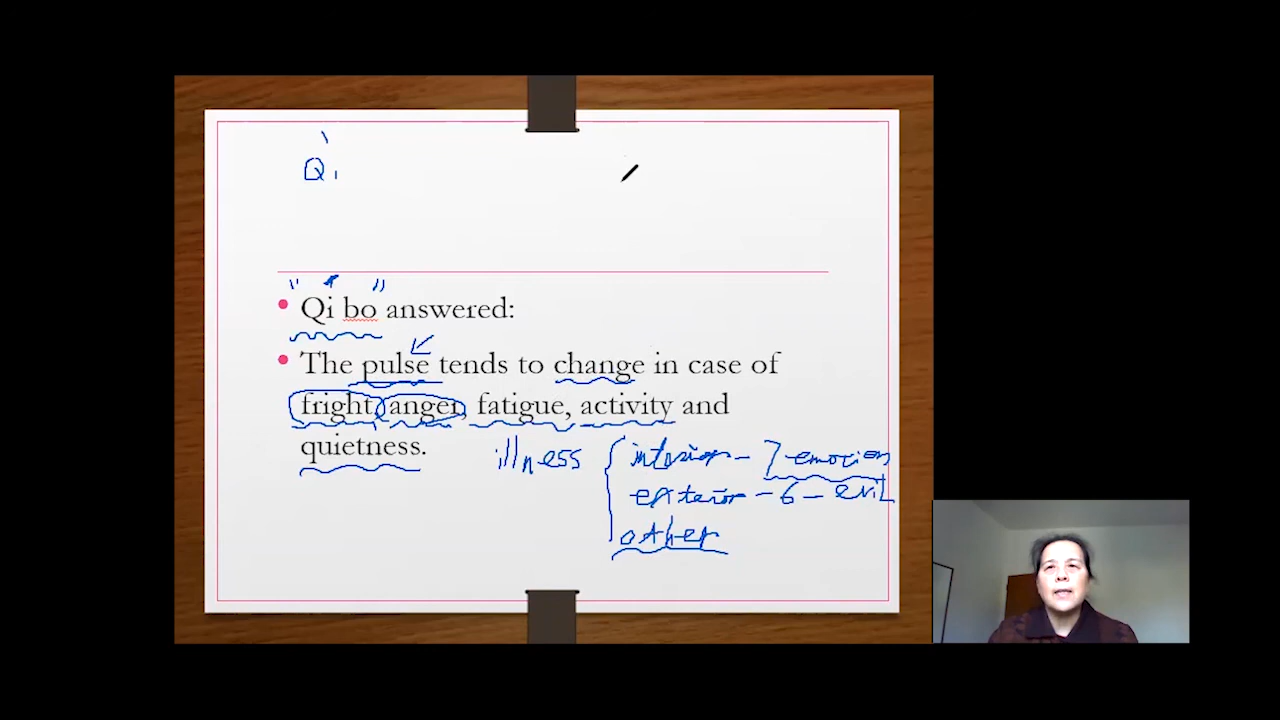 Qi
Qi bo answered:
The pulse tends to change in case of
fright, anger, fatigue, activity and
quietness.
illness
interior - 7 emotion
exterior - 6 - evil
other